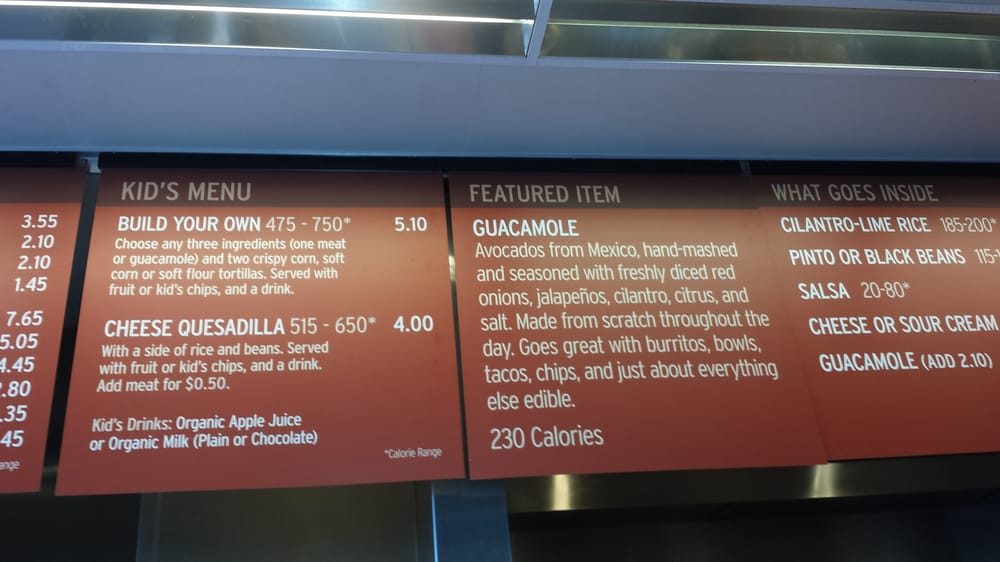 3.55
2.10
2.10
1.45
7.65
5.05
4.45
.80
.35
45
ange
KID'S MENU
BUILD YOUR OWN 475 - 750* 5.10
Choose any three ingredients (one meat
or guacamole) and two crispy corn, soft
corn or soft flour tortillas. Served with
fruit or kid's chips, and a drink.
CHEESE QUESADILLA 515 - 650* 4.00
With a side of rice and beans. Served
with fruit or kid's chips, and a drink.
Add meat for $0.50.
Kid's Drinks: Organic Apple Juice
or Organic Milk (Plain or Chocolate)
*Calorie Range
FEATURED ITEM
GUACAMOLE
Avocados from Mexico, hand-mashed
and seasoned with freshly diced red
onions, jalapeños, cilantro, citrus, and
salt. Made from scratch throughout the
day. Goes great with burritos, bowls,
tacos, chips, and just about everything
else edible.
230 Calories
WHAT GOES INSIDE
CILANTRO-LIME RICE 185-200*
PINTO OR BLACK BEANS 115-
SALSA 20-80*
CHEESE OR SOUR CREAM
GUACAMOLE (ADD 2.10)